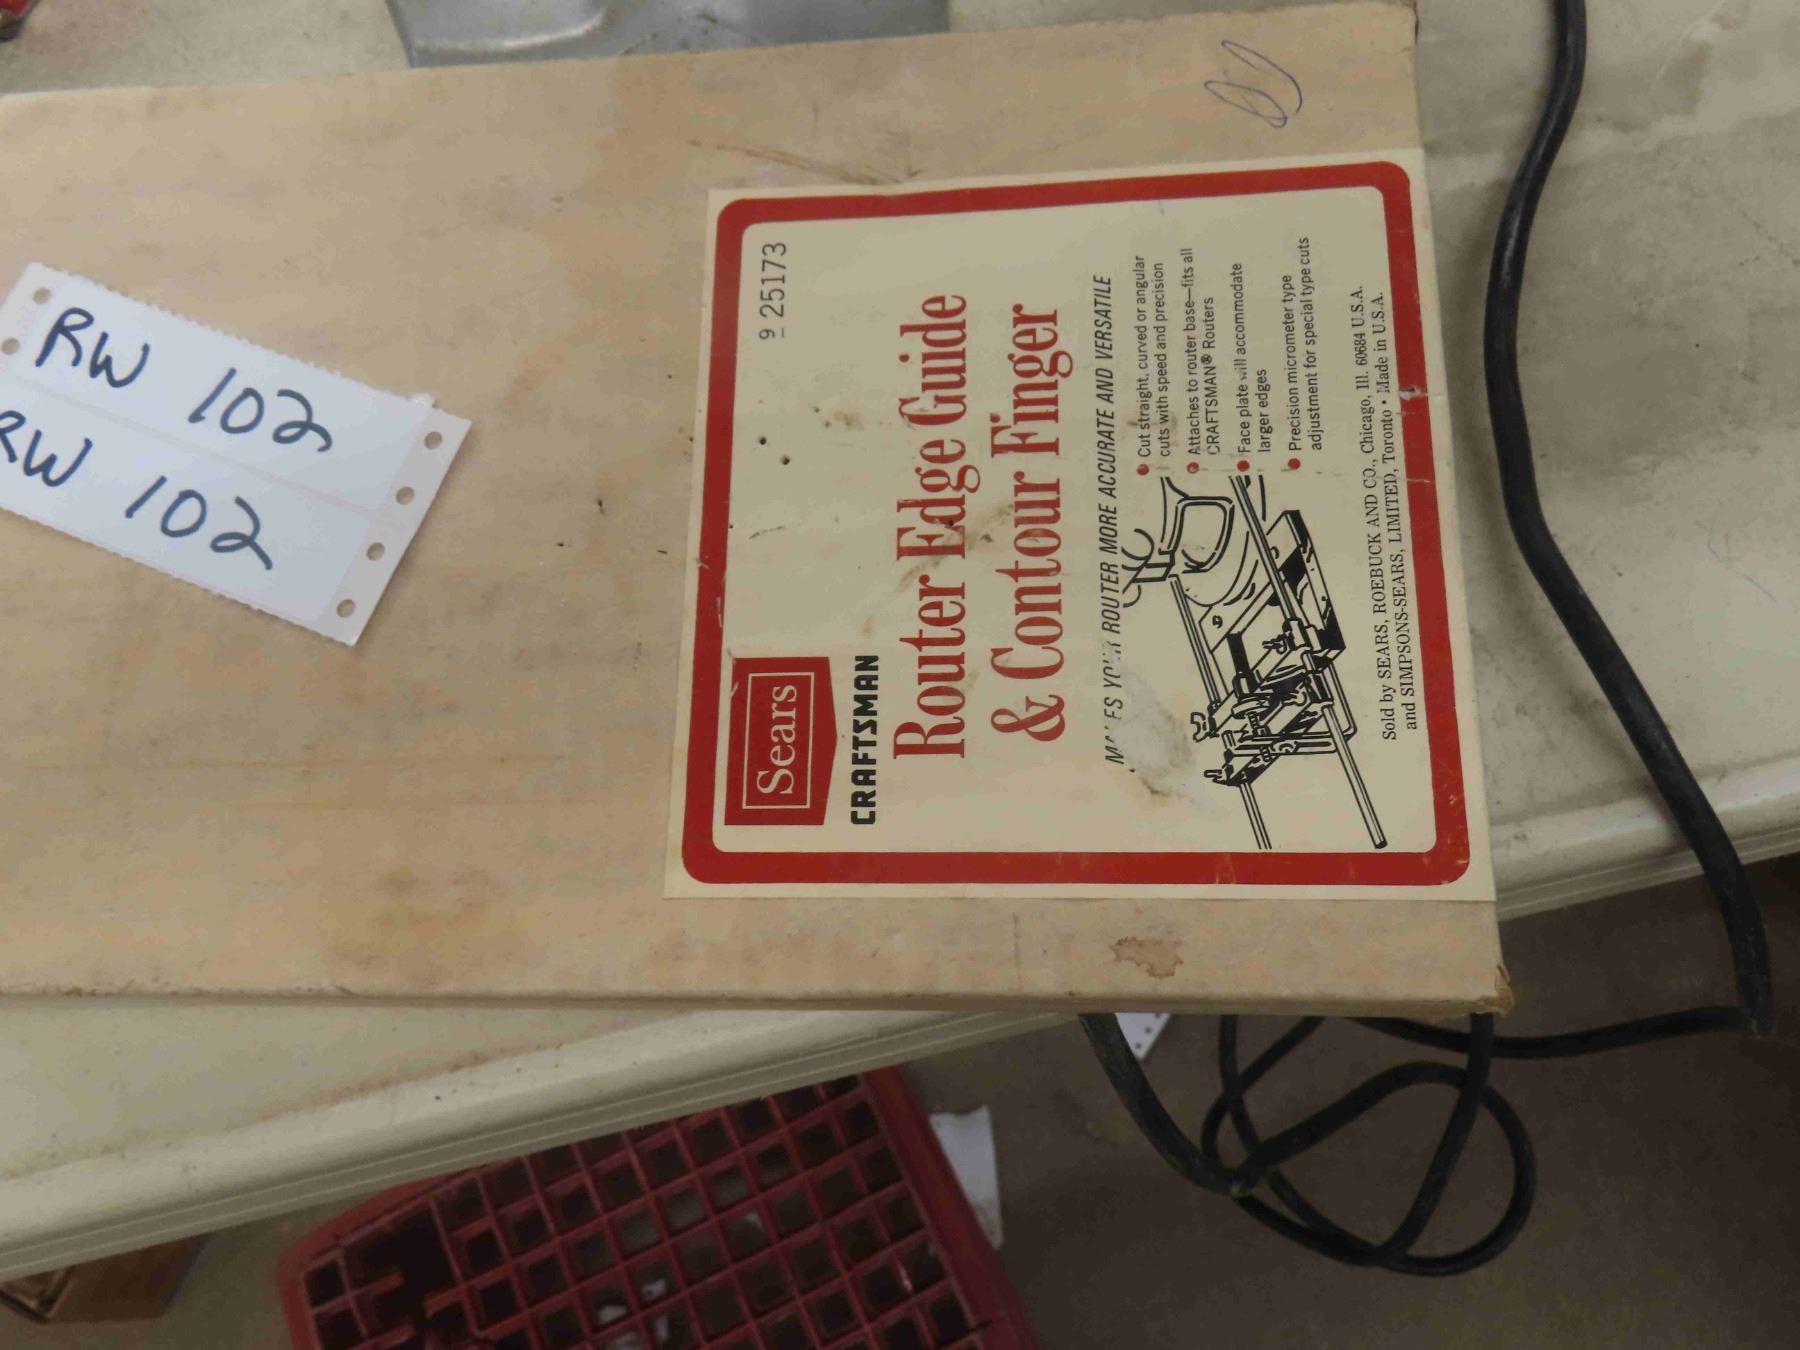 RW 102
RW 102
9 25173
Sears
CRAFTSMAN
Router Edge Guide
& Contour Finger
MAKES YOUR ROUTER MORE ACCURATE AND VERSATILE
● Cut straight, curved or angular
cuts with speed and precision
● Attaches to router base—fits all
CRAFTSMAN® Routers
● Face plate will accommodate
larger edges
● Precision micrometer type
adjustment for special type cuts
Sold by SEARS, ROEBUCK AND CO., Chicago, Ill. 60684 U.S.A.
and SIMPSONS-SEARS, LIMITED, Toronto • Made in U.S.A.